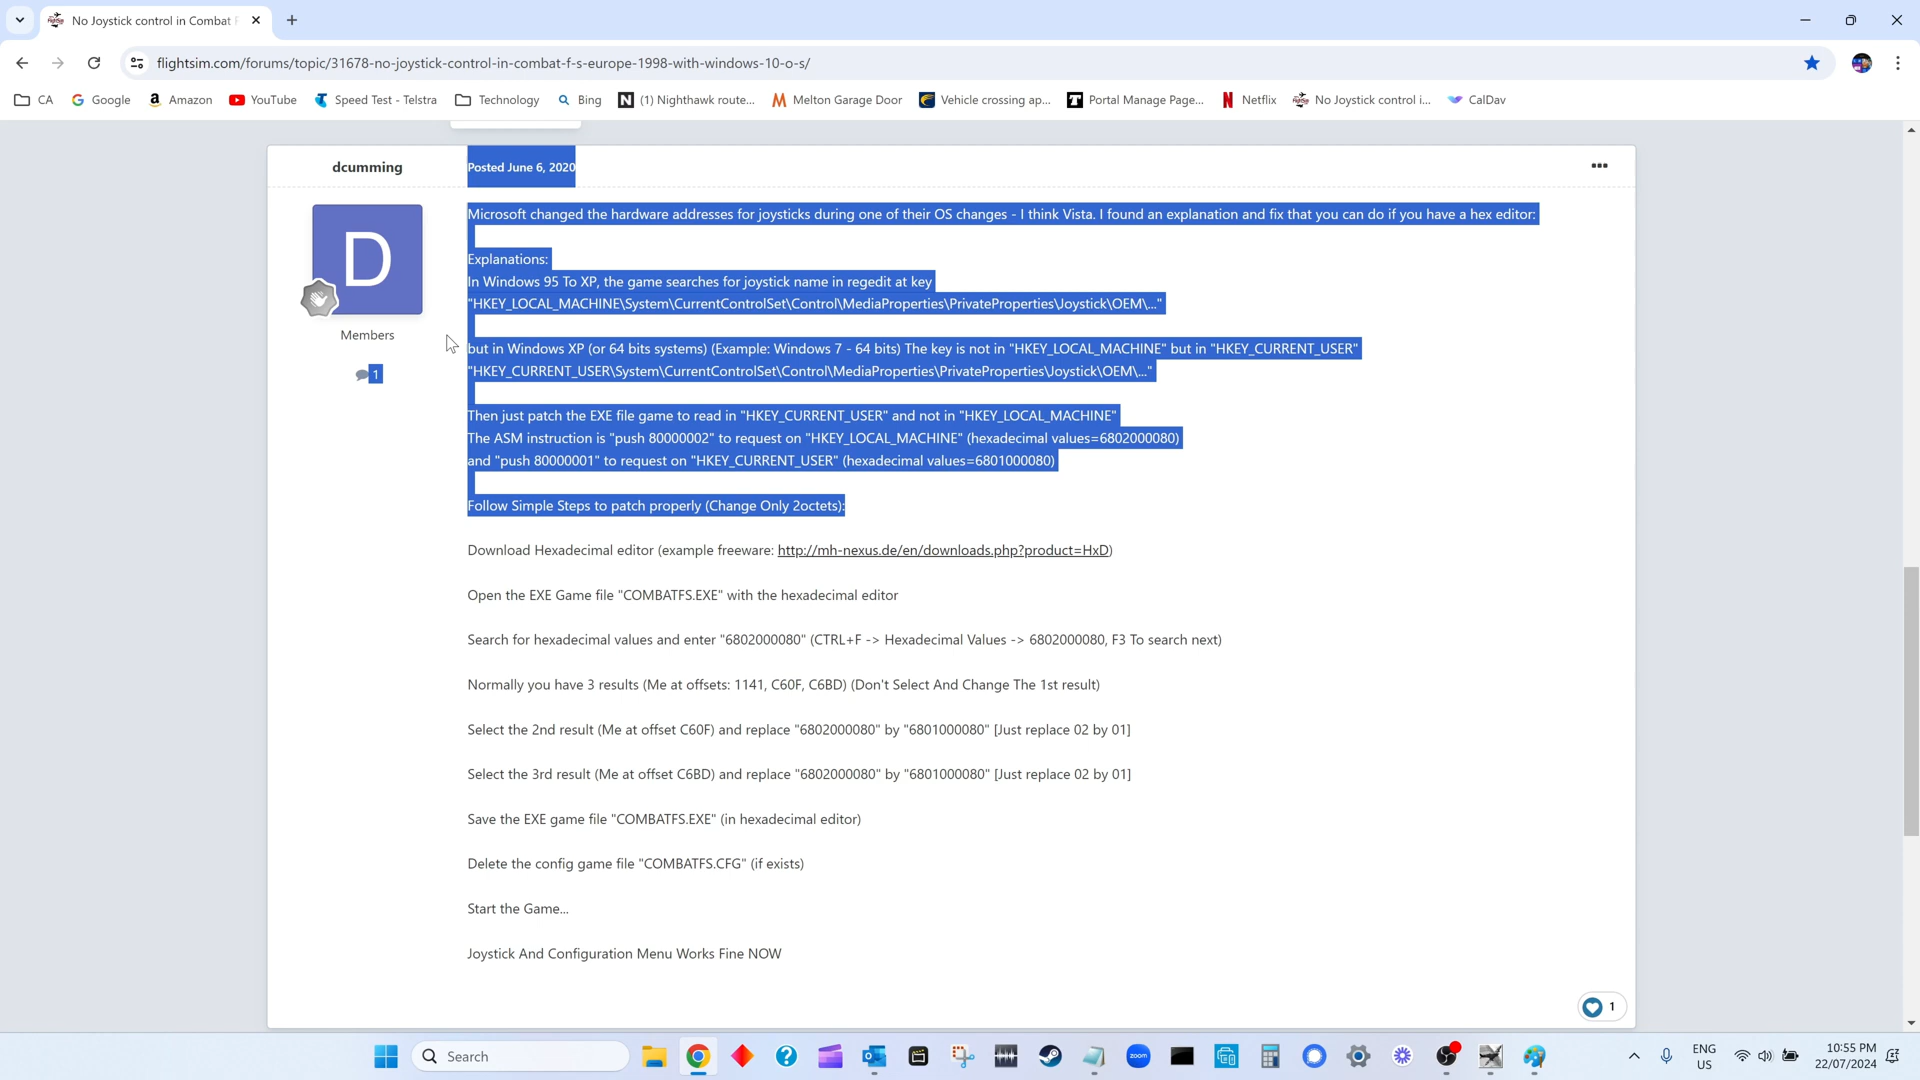 No Joystick control in Combat F
flightsim.com/forums/topic/31678-no-joystick-control-in-combat-f-s-europe-1998-with-windows-10-o-s/
CA
Google
Amazon
YouTube
Speed Test - Telstra
Technology
Bing
(1) Nighthawk route...
Melton Garage Door
Vehicle crossing ap...
Portal Manage Page...
Netflix
No Joystick control i...
CalDav
dcumming
Posted June 6, 2020
D
Members
1
Microsoft changed the hardware addresses for joysticks during one of their OS changes - I think Vista. I found an explanation and fix that you can do if you have a hex editor:
Explanations:
In Windows 95 To XP, the game searches for joystick name in regedit at key
"HKEY_LOCAL_MACHINE\System\CurrentControlSet\Control\MediaProperties\PrivateProperties\Joystick\OEM\..."
but in Windows XP (or 64 bits systems) (Example: Windows 7 - 64 bits) The key is not in "HKEY_LOCAL_MACHINE" but in "HKEY_CURRENT_USER"
"HKEY_CURRENT_USER\System\CurrentControlSet\Control\MediaProperties\PrivateProperties\Joystick\OEM\..."
Then just patch the EXE file game to read in "HKEY_CURRENT_USER" and not in "HKEY_LOCAL_MACHINE"
The ASM instruction is "push 80000002" to request on "HKEY_LOCAL_MACHINE" (hexadecimal values=6802000080)
and "push 80000001" to request on "HKEY_CURRENT_USER" (hexadecimal values=6801000080)
Follow Simple Steps to patch properly (Change Only 2octets):
Download Hexadecimal editor (example freeware: http://mh-nexus.de/en/downloads.php?product=HxD)
Open the EXE Game file "COMBATFS.EXE" with the hexadecimal editor
Search for hexadecimal values and enter "6802000080" (CTRL+F -> Hexadecimal Values -> 6802000080, F3 To search next)
Normally you have 3 results (Me at offsets: 1141, C60F, C6BD) (Don't Select And Change The 1st result)
Select the 2nd result (Me at offset C60F) and replace "6802000080" by "6801000080" [Just replace 02 by 01]
Select the 3rd result (Me at offset C6BD) and replace "6802000080" by "6801000080" [Just replace 02 by 01]
Save the EXE game file "COMBATFS.EXE" (in hexadecimal editor)
Delete the config game file "COMBATFS.CFG" (if exists)
Start the Game...
Joystick And Configuration Menu Works Fine NOW
1
Search
zoom
ENG
US
10:55 PM
22/07/2024